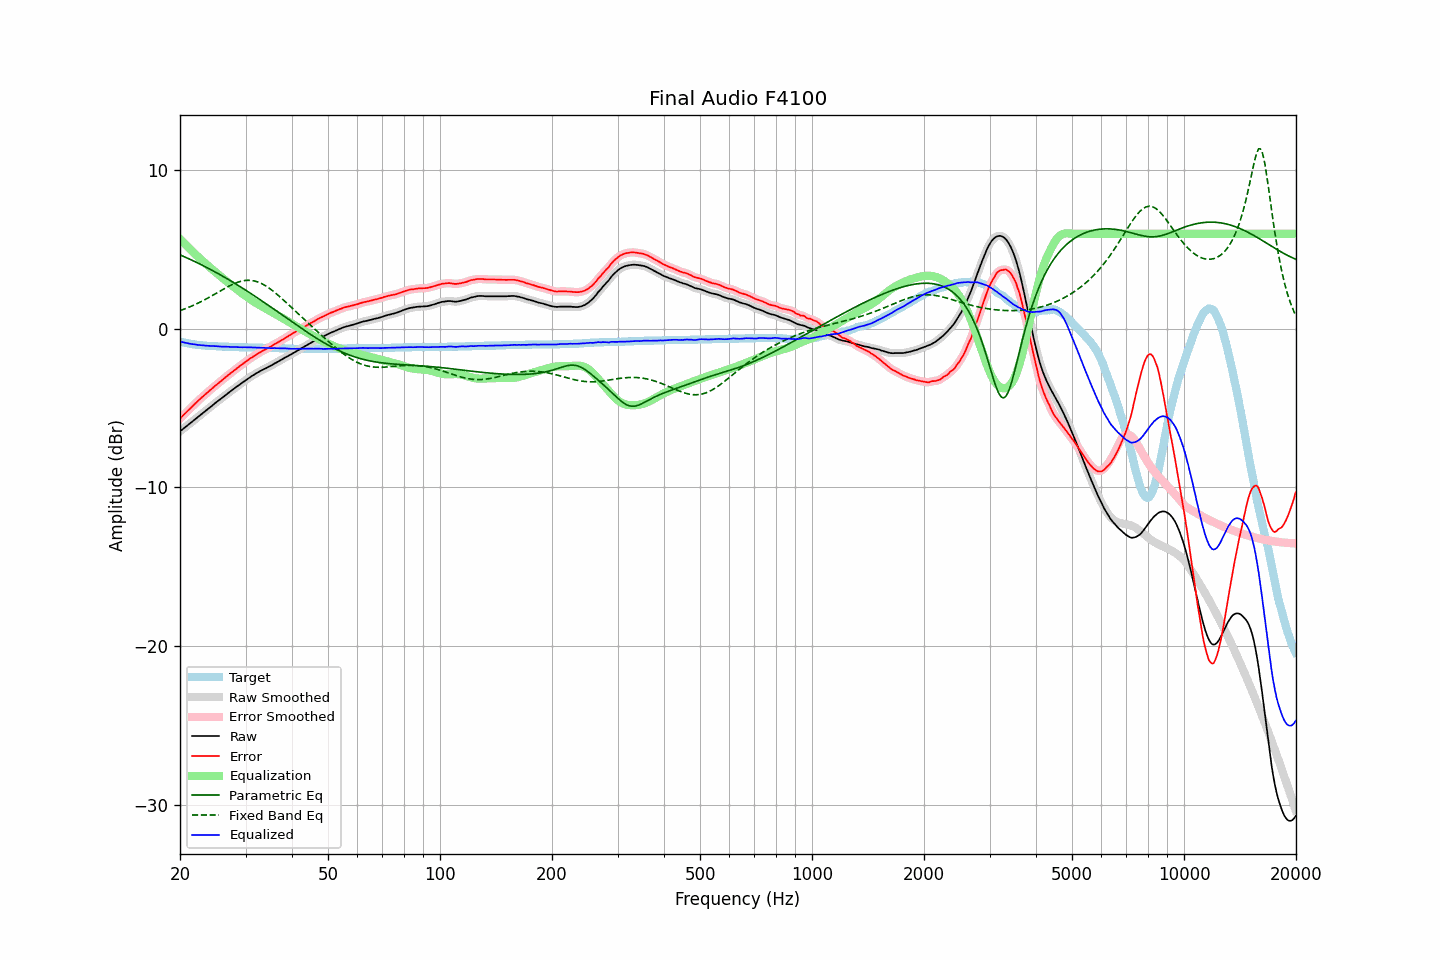 Final Audio F4100
Amplitude (dBr)
10
0
−10
−20
−30
Target
Raw Smoothed
Error Smoothed
Raw
Error
Equalization
Parametric Eq
Fixed Band Eq
Equalized
20 50 100 200 500 1000 2000 5000 10000 20000
Frequency (Hz)